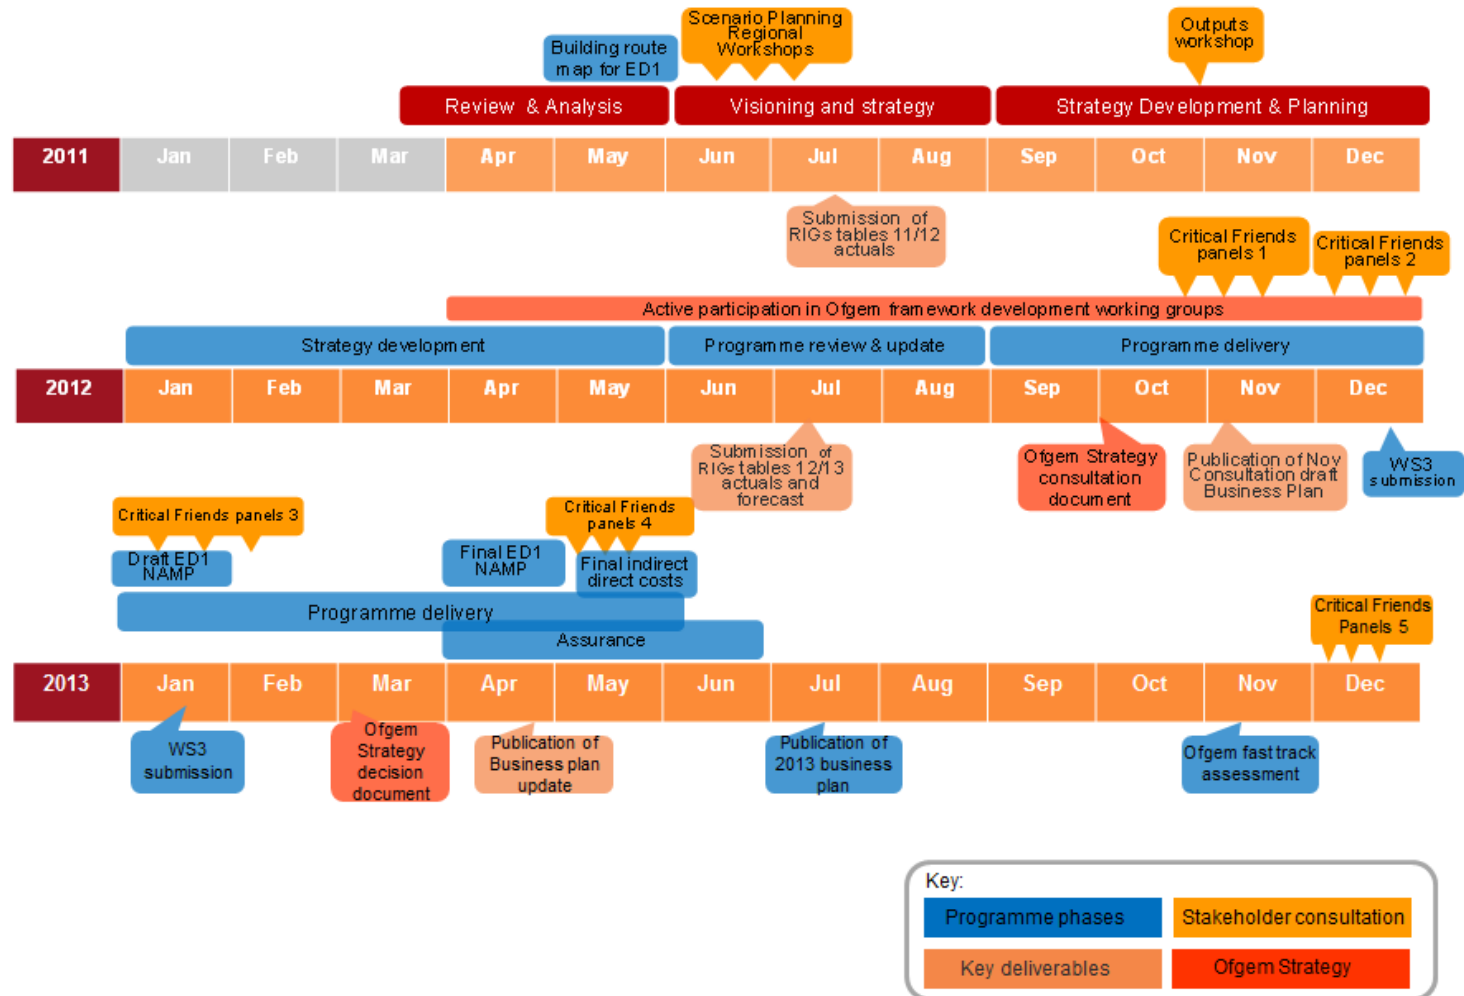 Scenario Planning
Regional
Workshops
Outputs
workshop
Building route
map for ED1
Review & Analysis
Visioning and strategy
Strategy Development & Planning
2011 Jan Feb Mar Apr May Jun Jul Aug Sep Oct Nov Dec
Submission of
RIGs tables 11/12
actuals
Critical Friends
panels 1
Critical Friends
panels 2
Active participation in Ofgem framework development working groups
Strategy development
Programme review & update
Programme delivery
2012 Jan Feb Mar Apr May Jun Jul Aug Sep Oct Nov Dec
Submission of
RIGs tables 12/13
actuals and
forecast
Ofgem Strategy
consultation
document
Publication of Nov
Consultation draft
Business Plan
WS3
submission
Critical Friends panels 3
Draft ED1
NAMP
Final ED1
NAMP
Critical Friends
panels 4
Final indirect
direct costs
Programme delivery
Assurance
Critical Friends
Panels 5
2013 Jan Feb Mar Apr May Jun Jul Aug Sep Oct Nov Dec
WS3
submission
Ofgem
Strategy
decision
document
Publication of
Business plan
update
Publication of
2013 business
plan
Ofgem fast track
assessment
Key:
Programme phases
Stakeholder consultation
Key deliverables
Ofgem Strategy